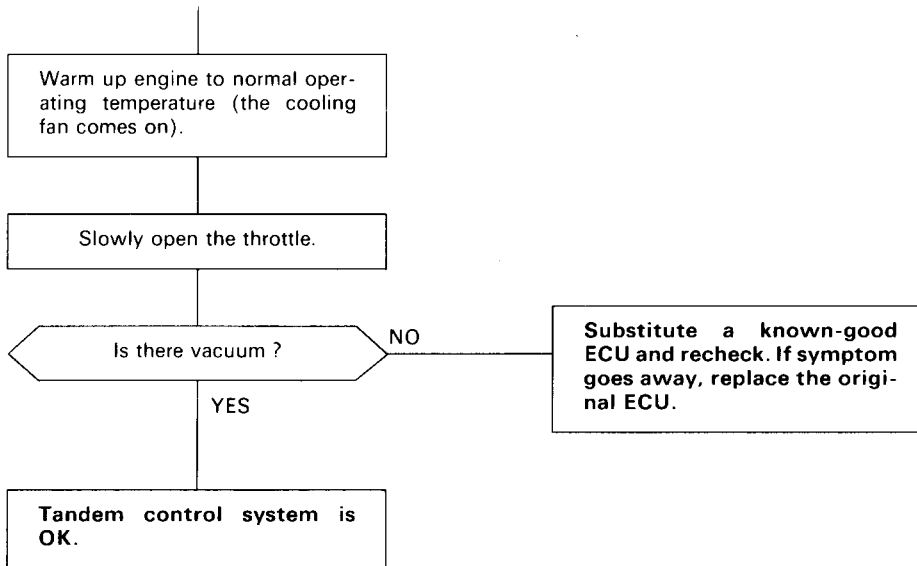 Warm up engine to normal oper-
ating temperature (the cooling
fan comes on).
Slowly open the throttle.
Is there vacuum ?
NO
Substitute a known-good
ECU and recheck. If symptom
goes away, replace the origi-
nal ECU.
YES
Tandem control system is
OK.